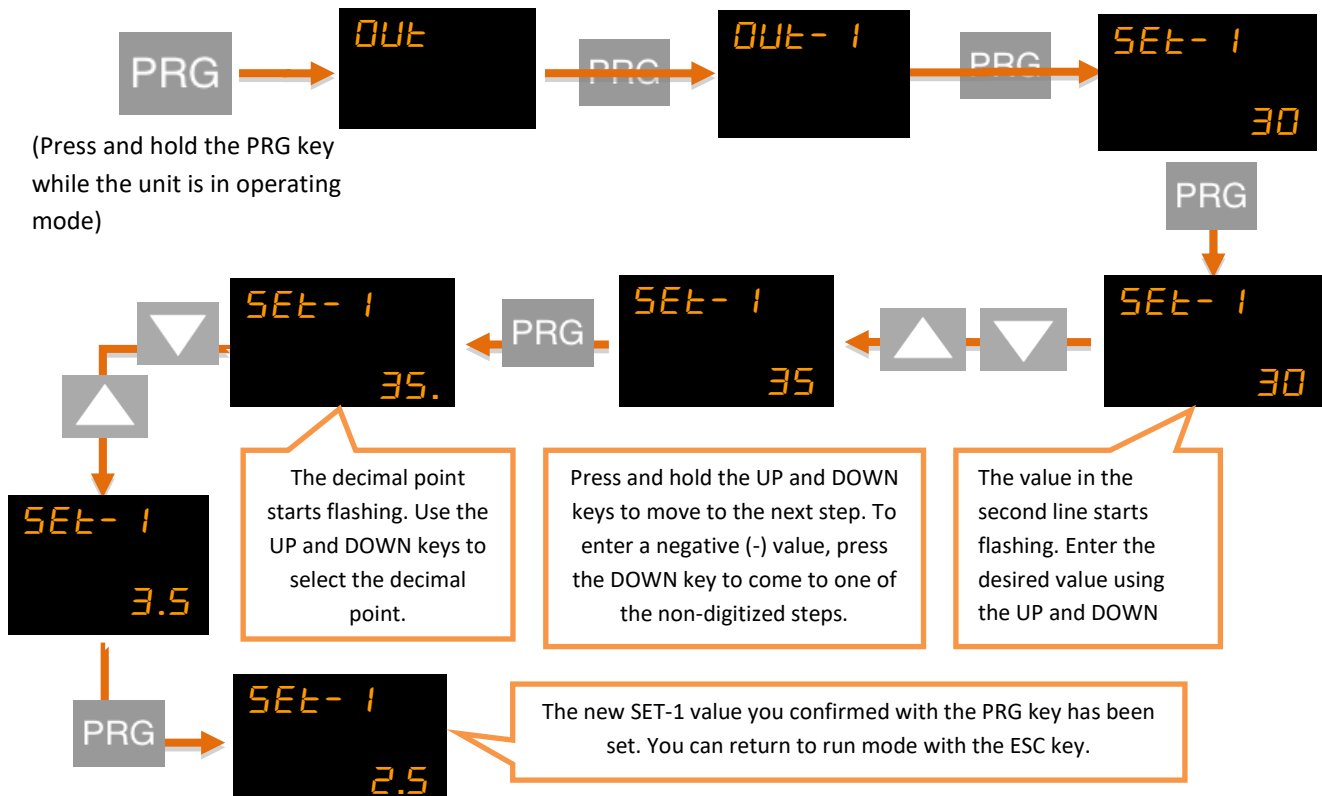 PRG
OUt
PRG
OUt- 1
PRG
SEt- 1
30
(Press and hold the PRG key
while the unit is in operating
mode)
PRG
SEt- 1
30
SEt- 1
35
PRG
SEt- 1
35.
The value in the
second line starts
flashing. Enter the
desired value using
the UP and DOWN
Press and hold the UP and DOWN
keys to move to the next step. To
enter a negative (-) value, press
the DOWN key to come to one of
the non-digitized steps.
The decimal point
starts flashing. Use the
UP and DOWN keys to
select the decimal
point.
SEt- 1
3.5
PRG
SEt- 1
2.5
The new SET-1 value you confirmed with the PRG key has been
set. You can return to run mode with the ESC key.